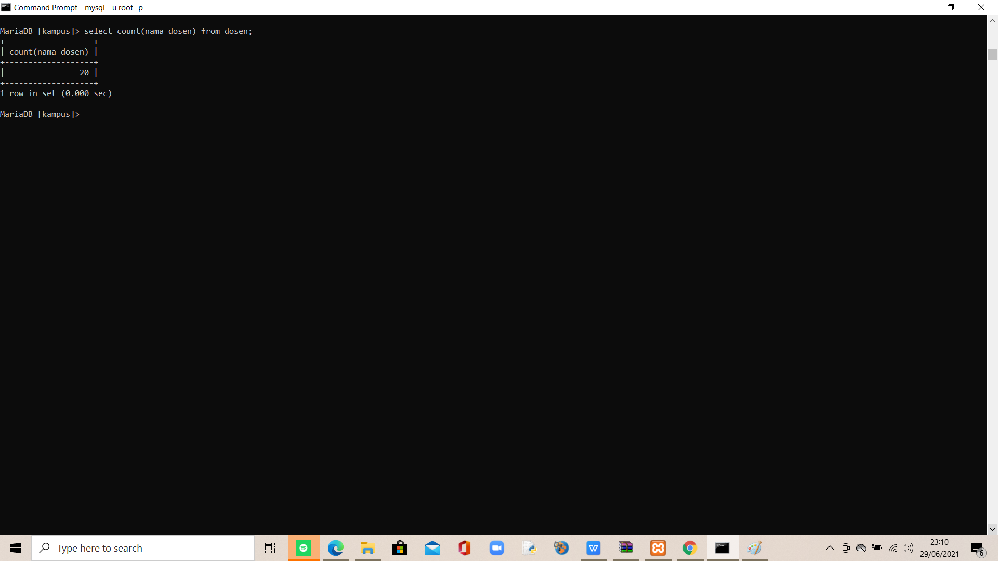 Command Prompt - mysql  -u root -p
MariaDB [kampus]> select count(nama_dosen) from dosen;
+-------------------+
| count(nama_dosen) |
+-------------------+
|                20 |
+-------------------+
1 row in set (0.000 sec)
MariaDB [kampus]>
Type here to search
23:10
29/06/2021
6